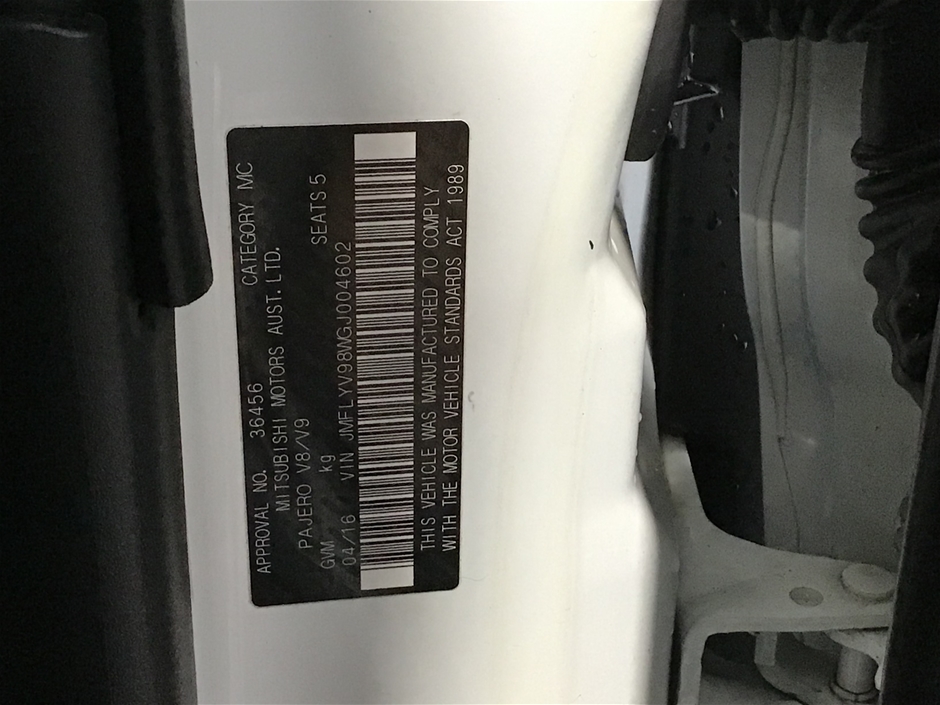 APPROVAL NO. 36456 CATEGORY MC
MITSUBISHI MOTORS AUST. LTD.
PAJERO V8/V9
GVM kg SEATS 5
04/16 VIN JMFLYV98WGJ004602
THIS VEHICLE WAS MANUFACTURED TO COMPLY
WITH THE MOTOR VEHICLE STANDARDS ACT 1989